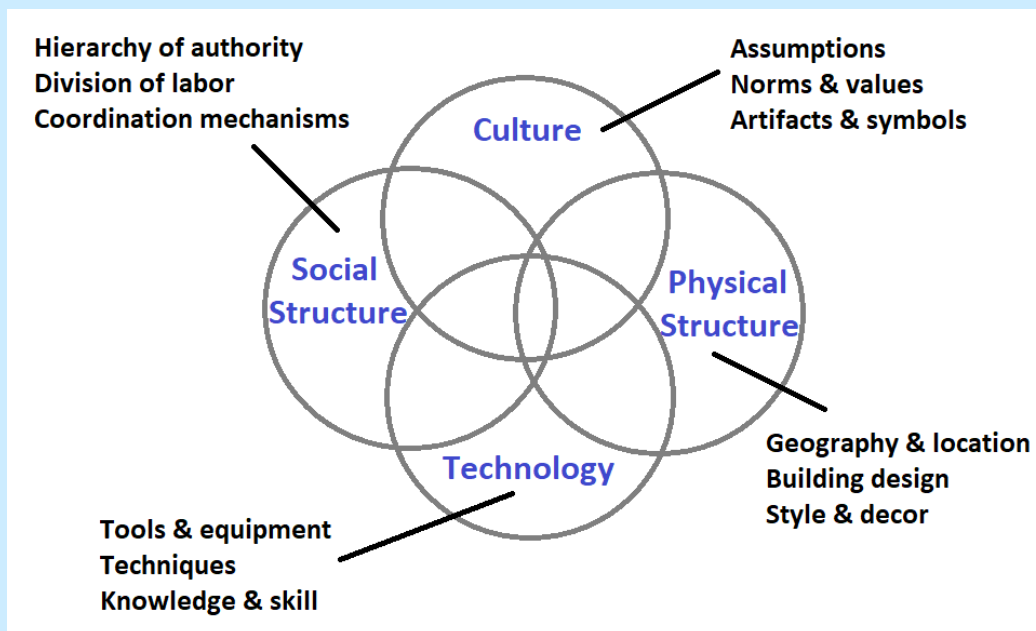 Hierarchy of authority
Division of labor
Coordination mechanisms
Assumptions
Norms & values
Artifacts & symbols
Culture
Social
Structure
Physical
Structure
Technology
Geography & location
Building design
Style & decor
Tools & equipment
Techniques
Knowledge & skill